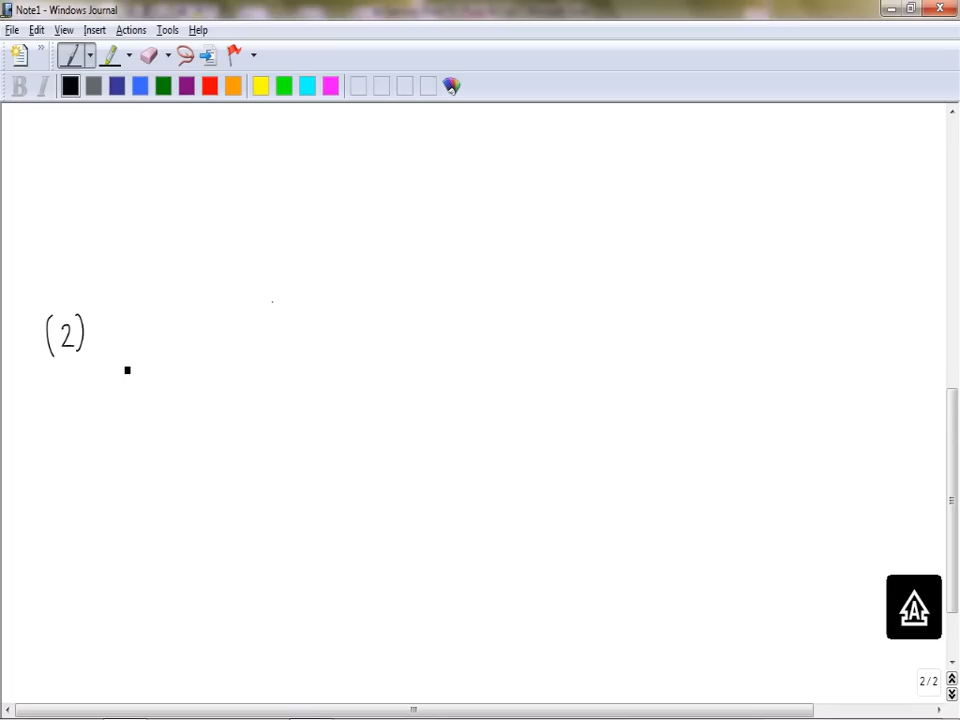 Note1 - Windows Journal
File Edit View Insert Actions Tools Help
B I
(2)
A
2/2